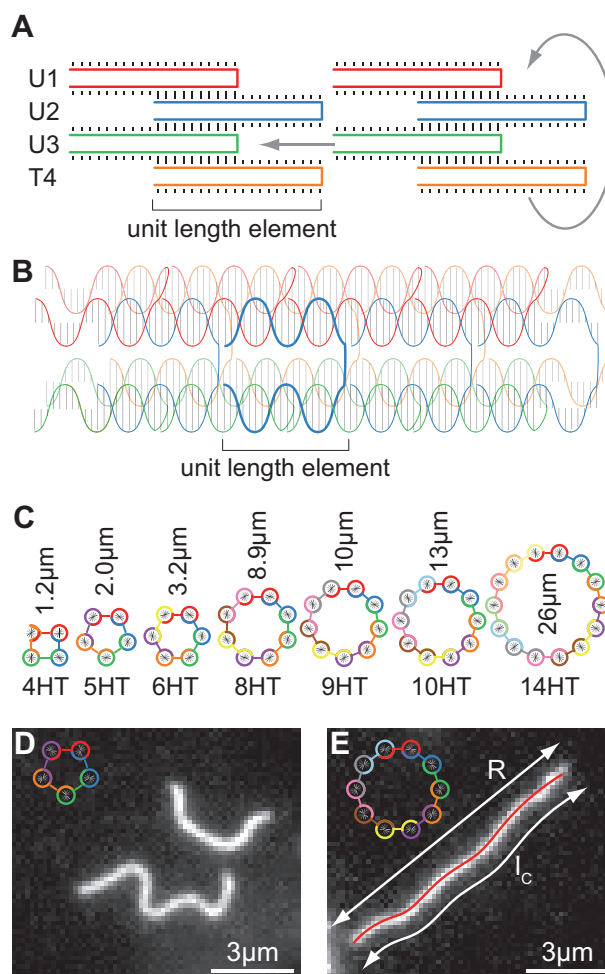 A
U1
U2
U3
T4
unit length element
B
unit length element
C
1.2µm
2.0µm
3.2µm
8.9µm
10µm
13µm
26µm
4HT
5HT
6HT
8HT
9HT
10HT
14HT
D
3µm
E
R
lC
3µm